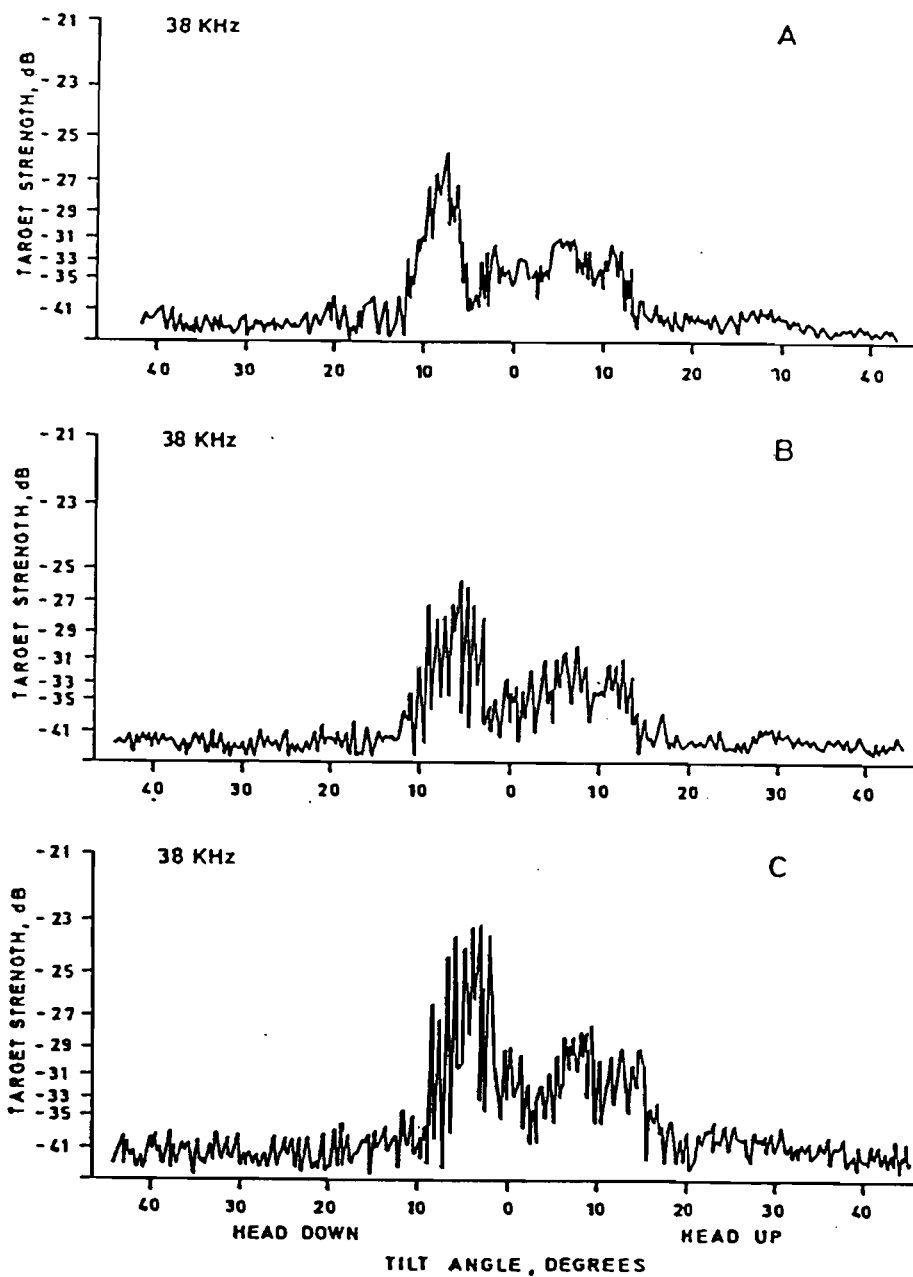 38 KHz
A
TARGET STRENGTH, dB
-21
-23
-25
-27
-29
-31
-33
-35
-41
40 30 20 10 0 10 20 30 40
38 KHz
B
TARGET STRENGTH, dB
-21
-23
-25
-27
-29
-31
-33
-35
-41
40 30 20 10 0 10 20 30 40
38 KHz
C
TARGET STRENGTH, dB
-21
-23
-25
-27
-29
-31
-33
-35
-41
40 30 20 10 0 10 20 30 40
HEAD DOWN HEAD UP
TILT ANGLE, DEGREES